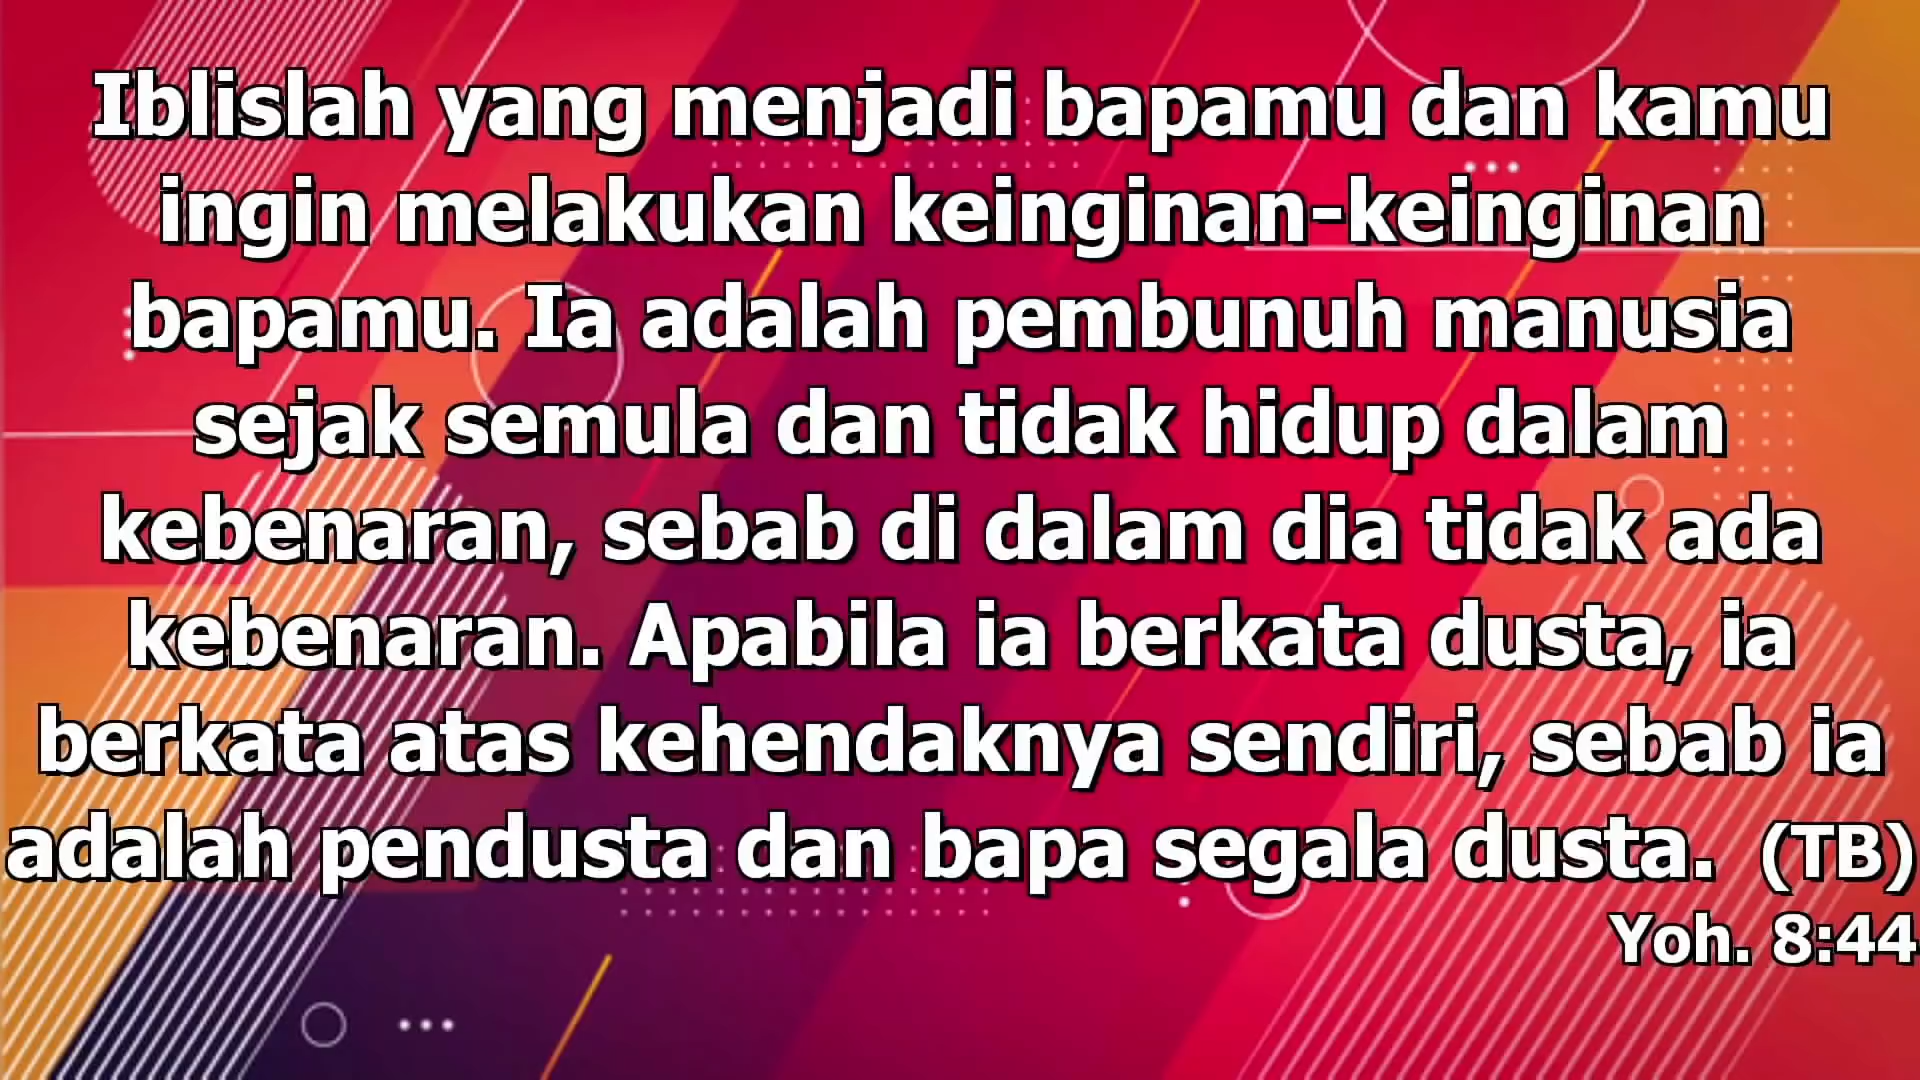 Iblislah yang menjadi bapamu dan kamu
ingin melakukan keinginan-keinginan
bapamu. Ia adalah pembunuh manusia
sejak semula dan tidak hidup dalam
kebenaran, sebab di dalam dia tidak ada
kebenaran. Apabila ia berkata dusta, ia
berkata atas kehendaknya sendiri, sebab ia
adalah pendusta dan bapa segala dusta. (TB)
Yoh. 8:44